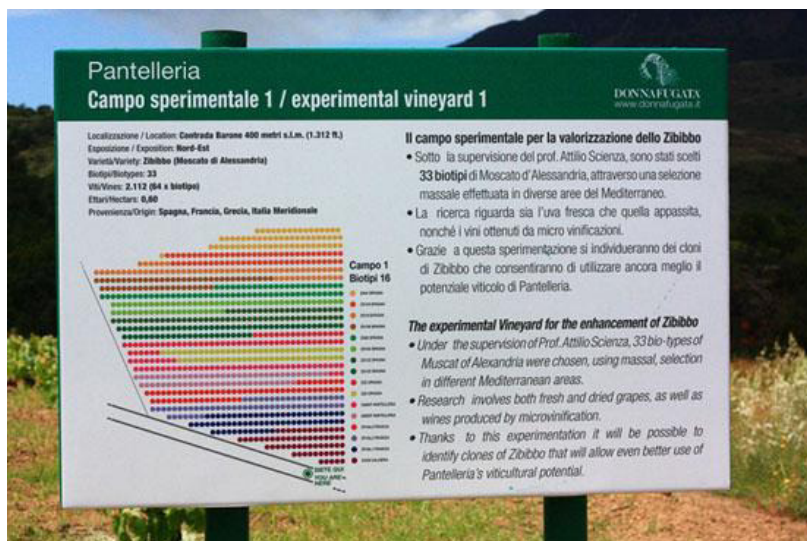 Pantelleria
Campo sperimentale 1 / experimental vineyard 1
DONNAFUGATA
www.donnafugata.it
Localizzazione / Location: Contrada Barone 400 metri s.l.m. (1.312 ft.)
Esposizione / Exposition: Nord-Est
Varietà/Variety: Zibibbo (Moscato di Alessandria)
Biotipi/Biotypes: 33
Viti/Vines: 2.112 (64 x biotipo)
Ettari/Hectars: 0,60
Provenienza/Origin: Spagna, Francia, Grecia, Italia Meridionale
Campo 1
Biotipi 16
SIETE QUI
YOU ARE
HERE
Il campo sperimentale per la valorizzazione dello Zibibbo
• Sotto la supervisione del prof. Attilio Scienza, sono stati scelti
33 biotipi di Moscato d'Alessandria, attraverso una selezione
massale effettuata in diverse aree del Mediterraneo.
• La ricerca riguarda sia l'uva fresca che quella appassita,
nonché i vini ottenuti da micro vinificazioni.
• Grazie a questa sperimentazione si individueranno dei cloni
di Zibibbo che consentiranno di utilizzare ancora meglio il
potenziale viticolo di Pantelleria.
The experimental Vineyard for the enhancement of Zibibbo
• Under the supervision of Prof. Attilio Scienza, 33 bio-types of
Muscat of Alexandria were chosen, using massal, selection
in different Mediterranean areas.
• Research involves both fresh and dried grapes, as well as
wines produced by microvinification.
• Thanks to this experimentation it will be possible to
identify clones of Zibibbo that will allow even better use of
Pantelleria's viticultural potential.